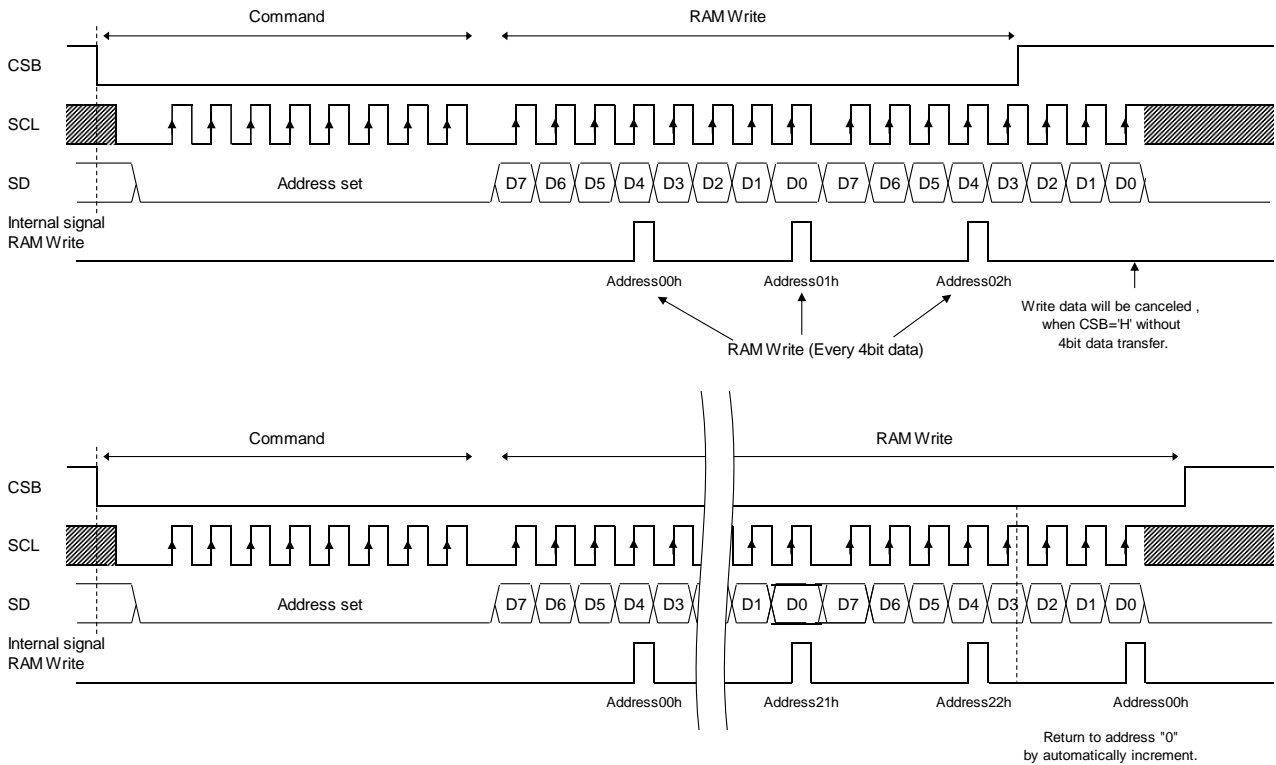 Command RAM Write
CSB
SCL
SD Address set D7 D6 D5 D4 D3 D2 D1 D0 D7 D6 D5 D4 D3 D2 D1 D0
Internal signal
RAM Write
Address00h Address01h Address02h
Write data will be canceled ,
when CSB='H' without
4bit data transfer.
RAM Write (Every 4bit data)
Command RAM Write
CSB
SCL
SD Address set D7 D6 D5 D4 D3 D1 D0 D7 D6 D5 D4 D3 D2 D1 D0
Internal signal
RAM Write
Address00h Address21h Address22h Address00h
Return to address "0"
by automatically increment.